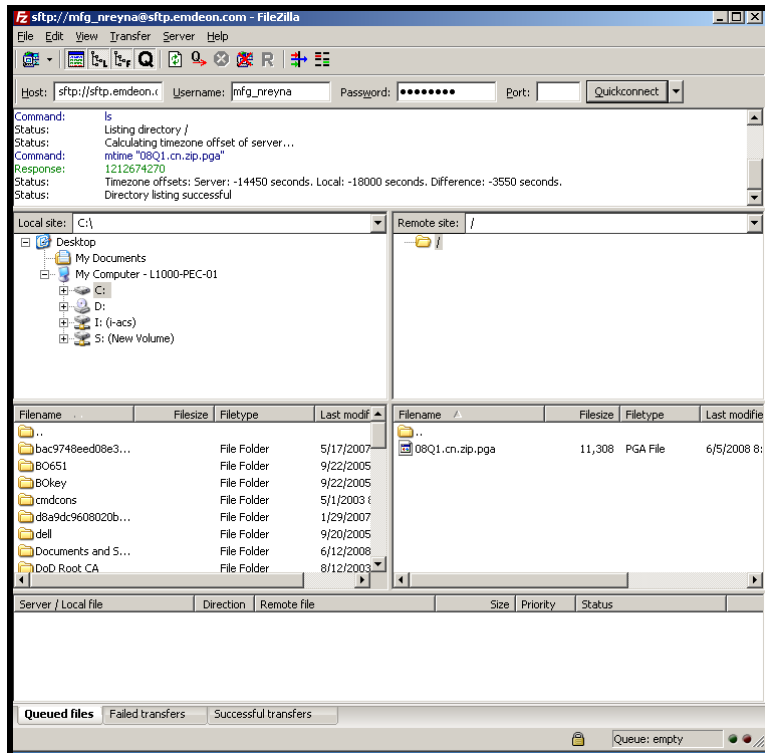 sftp://mfg_nreyna@sftp.emdeon.com - FileZilla
File Edit View Transfer Server Help
Host: sftp://sftp.emdeon.c Username: mfg_nreyna Password: ●●●●●●●● Port: Quickconnect
Command: ls
Status: Listing directory /
Status: Calculating timezone offset of server...
Command: mtime "08Q1.cn.zip.pga"
Response: 1212674270
Status: Timezone offsets: Server: -14450 seconds. Local: -18000 seconds. Difference: -3550 seconds.
Status: Directory listing successful
Local site: C:\
Desktop
My Documents
My Computer - L1000-PEC-01
C:
D:
I: (i-acs)
S: (New Volume)
Remote site: /
/
Filename Filesize Filetype Last modif
..
bac9748eed08e3... File Folder 5/17/2007
BO651 File Folder 9/22/2005
BOkey File Folder 9/22/2005
cmdcons File Folder 5/1/2003
d8a9dc9608020b... File Folder 1/29/2007
dell File Folder 9/20/2005
Documents and S... File Folder 6/12/2008
DoD Root CA File Folder 8/12/2003
Filename Filesize Filetype Last modifie
..
08Q1.cn.zip.pga 11,308 PGA File 6/5/2008 8:
Server / Local file Direction Remote file Size Priority Status
Queued files Failed transfers Successful transfers
Queue: empty